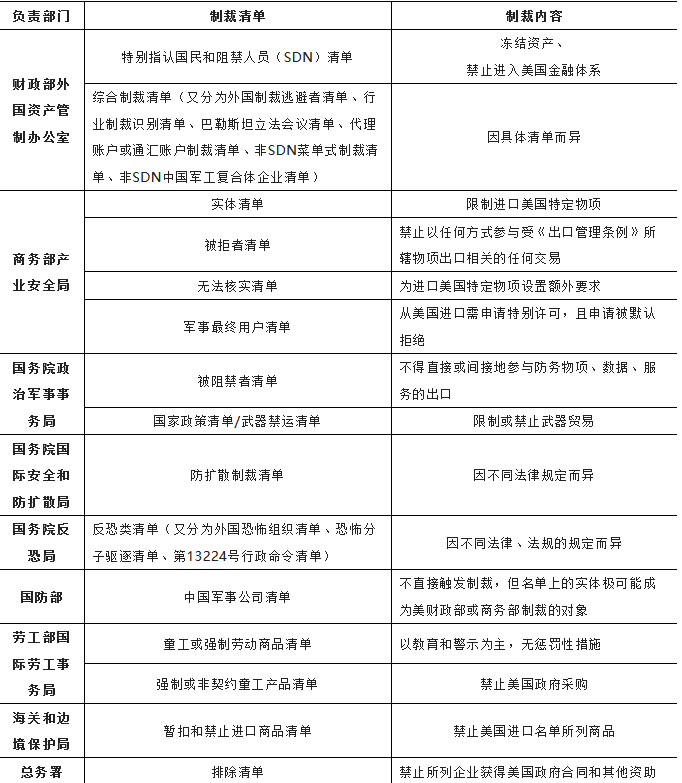 负责部门 制裁清单 制裁内容
财政部外
国资产管
制办公室
特别指认国民和阻禁人员（SDN）清单
冻结资产、
禁止进入美国金融体系
综合制裁清单（又分为外国制裁逃避者清单、行
业制裁识别清单、巴勒斯坦立法会议清单、代理
账户或通汇账户制裁清单、非SDN菜单式制裁清
单、非SDN中国军工复合体企业清单）
因具体清单而异
商务部产
业安全局
实体清单
限制进口美国特定物项
被拒者清单
禁止以任何方式参与受《出口管理条例》所
辖物项出口相关的任何交易
无法核实清单
为进口美国特定物项设置额外要求
军事最终用户清单
从美国进口需申请特别许可，且申请被默认
拒绝
国务院政
治军事事
务局
被阻禁者清单
不得直接或间接地参与防务物项、数据、服
务的出口
国家政策清单/武器禁运清单
限制或禁止武器贸易
国务院国
际安全和
防扩散局
防扩散制裁清单
因不同法律规定而异
国务院反
恐局
反恐类清单（又分为外国恐怖组织清单、恐怖分
子驱逐清单、第13224号行政命令清单）
因不同法律、法规的规定而异
国防部
中国军事公司清单
不直接触发制裁，但名单上的实体极可能成
为美财政部或商务部制裁的对象
劳工部国
际劳工事
务局
童工或强制劳动商品清单
以教育和警示为主，无惩罚性措施
强制或非契约童工产品清单
禁止美国政府采购
海关和边
境保护局
暂扣和禁止进口商品清单
禁止美国进口名单所列商品
总务署
排除清单
禁止所列企业获得美国政府合同和其他资助